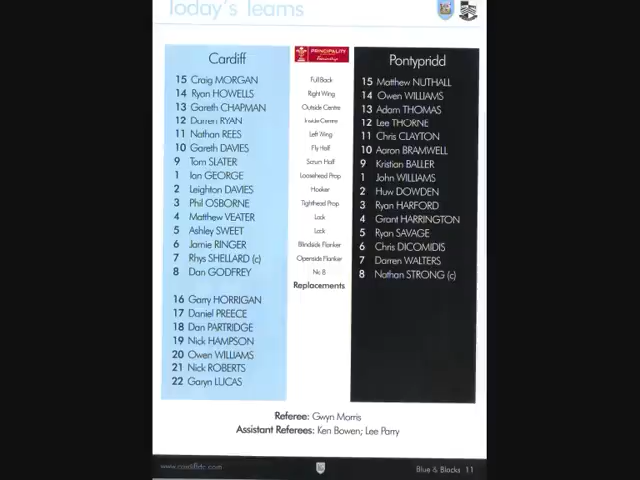 Today's Teams
Cardiff
PRINCIPALITY
Pontypridd
15 Craig MORGAN Full Back 15 Matthew NUTHALL
14 Ryan HOWELLS Right Wing 14 Owen WILLIAMS
13 Gareth CHAPMAN Outside Centre 13 Adam THOMAS
12 Darren RYAN Inside Centre 12 Lee THORNE
11 Nathan REES Left Wing 11 Chris CLAYTON
10 Gareth DAVIES Fly Half 10 Aaron BRAMWELL
9 Tom SLATER Scrum Half 9 Kristian BALLER
1 Ian GEORGE Loosehead Prop 1 John WILLIAMS
2 Leighton DAVIES Hooker 2 Huw DOWDEN
3 Phil OSBORNE Tighthead Prop 3 Ryan HARFORD
4 Matthew VEATER Lock 4 Grant HARRINGTON
5 Ashley SWEET Lock 5 Ryan SAVAGE
6 Jamie RINGER Blindside Flanker 6 Chris DICOMIDIS
7 Rhys SHELLARD (c) Openside Flanker 7 Darren WALTERS
8 Dan GODFREY No 8 8 Nathan STRONG (c)
Replacements
16 Garry HORRIGAN
17 Daniel PREECE
18 Dan PARTRIDGE
19 Nick HAMPSON
20 Owen WILLIAMS
21 Nick ROBERTS
22 Garyn LUCAS
Referee: Gwyn Morris
Assistant Referees: Ken Bowen; Lee Parry
www.cardiffrfc.com Blue & Blacks 11